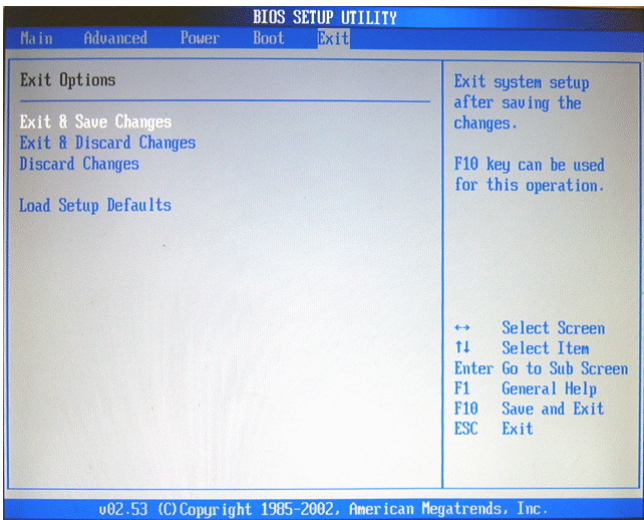 BIOS SETUP UTILITY
Main Advanced Power Boot Exit
Exit Options
Exit & Save Changes
Exit & Discard Changes
Discard Changes
Load Setup Defaults
Exit system setup
after saving the
changes.
F10 key can be used
for this operation.
↔ Select Screen
↑↓ Select Item
Enter Go to Sub Screen
F1 General Help
F10 Save and Exit
ESC Exit
v02.53 (C)Copyright 1985-2002, American Megatrends, Inc.